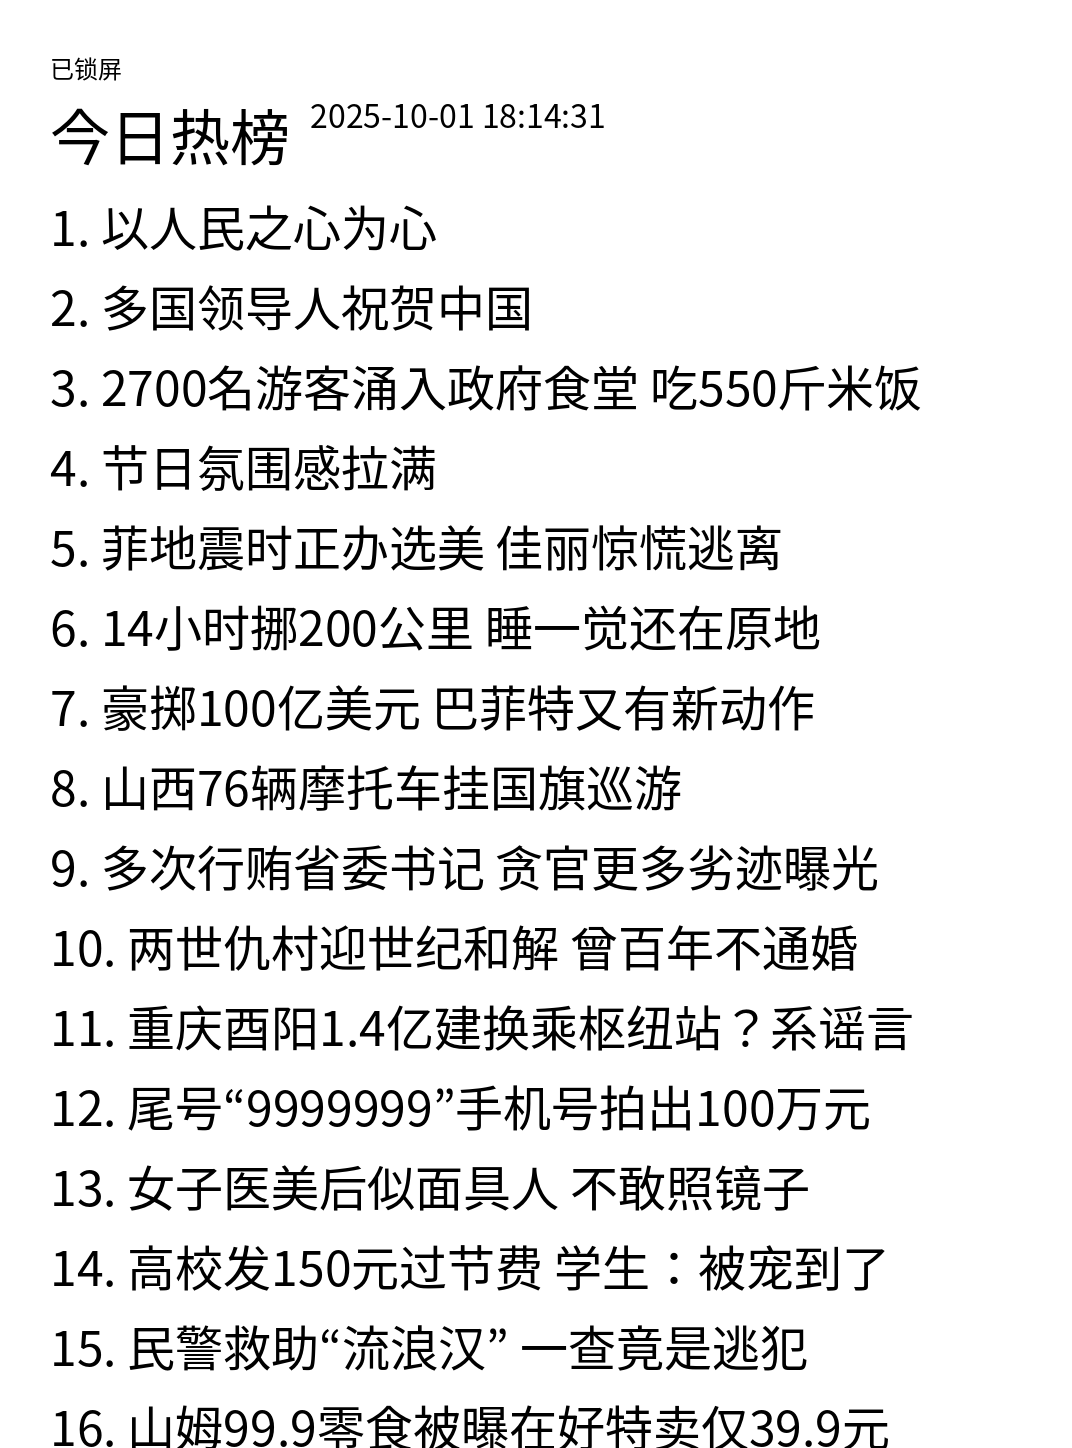 已锁屏
今日热榜 2025-10-01 18:14:31
1. 以人民之心为心
2. 多国领导人祝贺中国
3. 2700名游客涌入政府食堂 吃550斤米饭
4. 节日氛围感拉满
5. 菲地震时正办选美 佳丽惊慌逃离
6. 14小时挪200公里 睡一觉还在原地
7. 豪掷100亿美元 巴菲特又有新动作
8. 山西76辆摩托车挂国旗巡游
9. 多次行贿省委书记 贪官更多劣迹曝光
10. 两世仇村迎世纪和解 曾百年不通婚
11. 重庆酉阳1.4亿建换乘枢纽站？系谣言
12. 尾号“9999999”手机号拍出100万元
13. 女子医美后似面具人 不敢照镜子
14. 高校发150元过节费 学生：被宠到了
15. 民警救助“流浪汉” 一查竟是逃犯
16. 山姆99.9零食被曝在好特卖仅39.9元